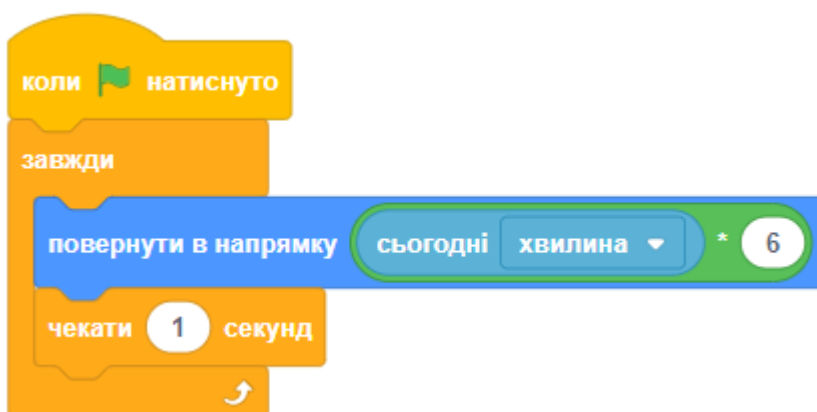 коли натиснуто
завжди
повернути в напрямку сьогодні хвилина * 6
чекати 1 секунд